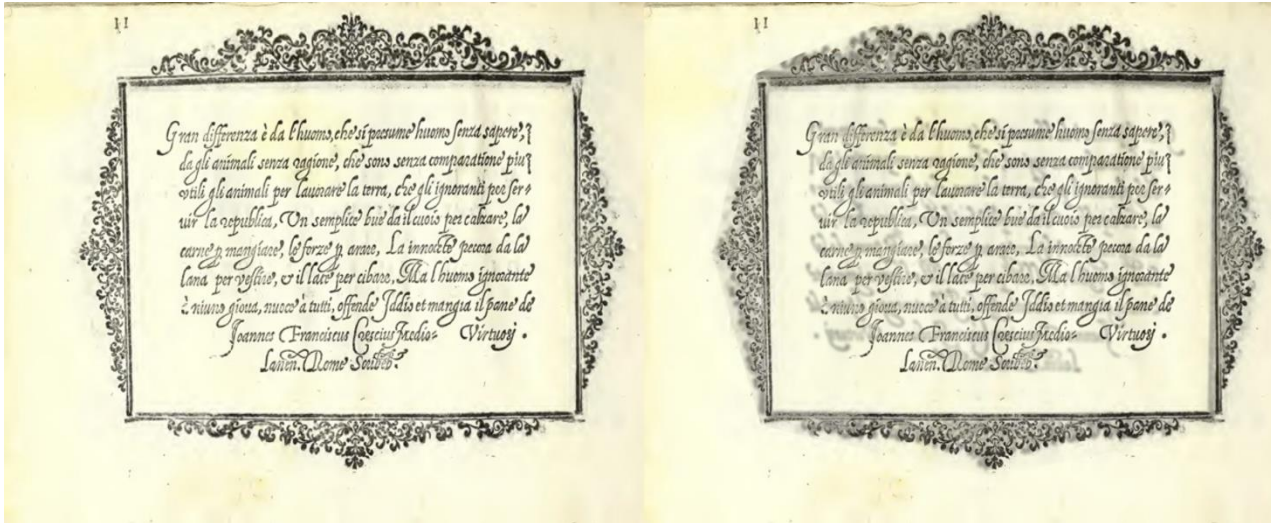 11
Gran differenza è da l'huomo, che si presume huomo senza sapere,
da gli animali senza ragione, che sono senza comparatione piu
vtili gli animali per lauorare la terra, che gli ignoranti per ser=
uir la republica, Vn semplice bue da il cuoio per calzare, la
carne ꝑ mangiare, le forze ꝑ arare, La innocẽte pecora da la
lana per vestire, & il latte per cibare, Ma l'huomo ignorante
à niuno gioua, nuoce à tutti, offende Iddio et mangia il pane de
Ioannes Franciscus Crescius Medio= Virtuosi.
Lanen. Rome Scribeb.
11
Gran differenza è da l'huomo, che si presume huomo senza sapere,
da gli animali senza ragione, che sono senza comparatione piu
vtili gli animali per lauorare la terra, che gli ignoranti per ser=
uir la republica, Vn semplice bue da il cuoio per calzare, la
carne ꝑ mangiare, le forze ꝑ arare, La innocẽte pecora da la
lana per vestire, & il latte per cibare, Ma l'huomo ignorante
à niuno gioua, nuoce à tutti, offende Iddio et mangia il pane de
Ioannes Franciscus Crescius Medio= Virtuosi.
Lanen. Rome Scribeb.